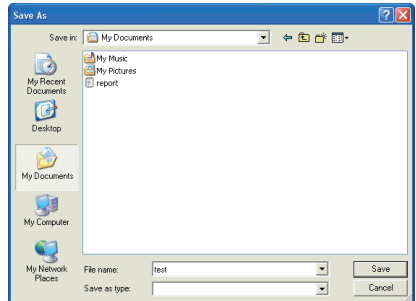 Save As
Save in:
My Documents
My Recent
Documents
Desktop
My Documents
My Computer
My Network
Places
My Music
My Pictures
report
File name:
test
Save
Save as type:
Cancel